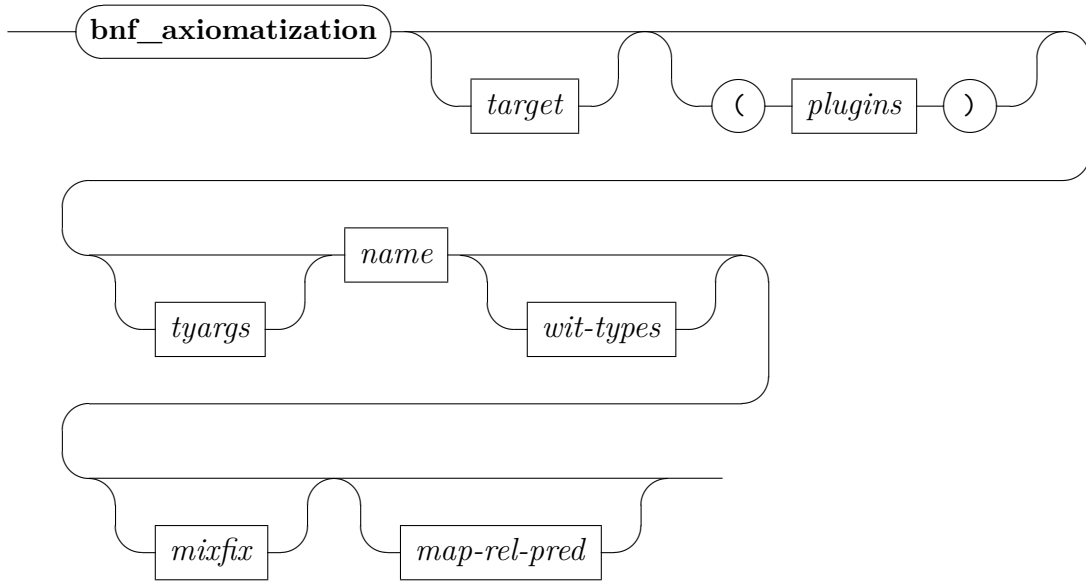 bnf_axiomatization
target ( plugins )
tyargs name wit-types
mixfix map-rel-pred